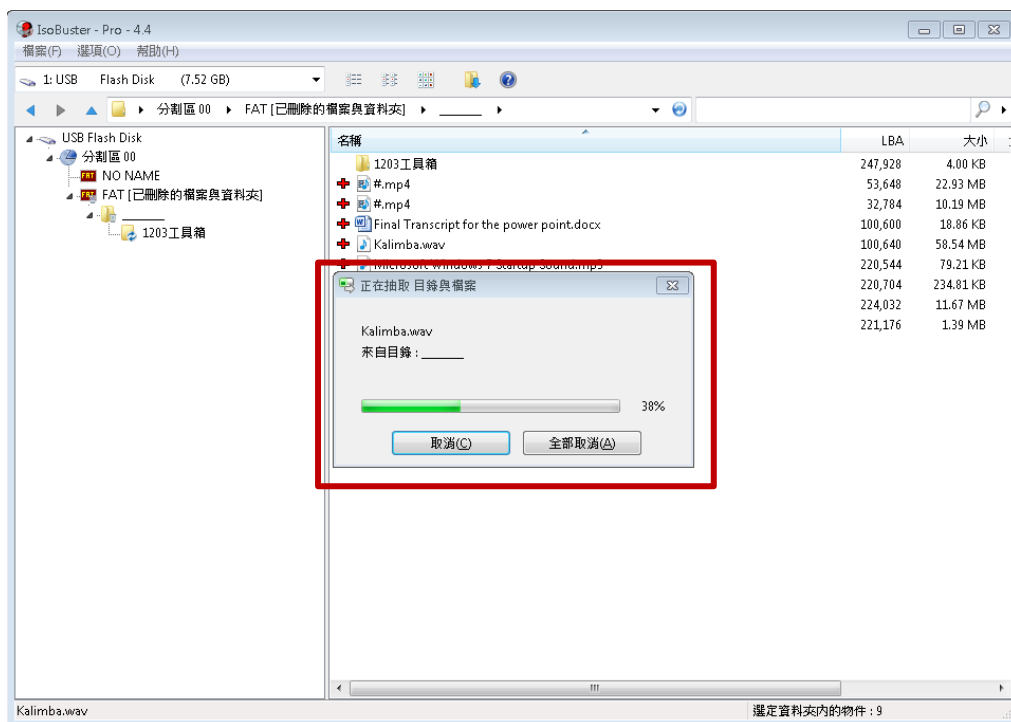 IsoBuster - Pro - 4.4
檔案(F) 選項(O) 幫助(H)
1: USB Flash Disk (7.52 GB)
分割區 00 FAT [已刪除的檔案與資料夾] ______
USB Flash Disk
分割區 00
NO NAME
FAT [已刪除的檔案與資料夾]
______
1203工具箱
名稱 LBA 大小
1203工具箱 247,928 4.00 KB
#.mp4 53,648 22.93 MB
#.mp4 32,784 10.19 MB
Final Transcript for the power point.docx 100,600 18.86 KB
Kalimba.wav 100,640 58.54 MB
Microsoft Windows 7 Startup Sound.mp3 220,544 79.21 KB
220,704 234.81 KB
224,032 11.67 MB
221,176 1.39 MB
正在抽取 目錄與檔案
Kalimba.wav
來自目錄 : ______
38%
取消(C) 全部取消(A)
Kalimba.wav 選定資料夾內的物件 : 9